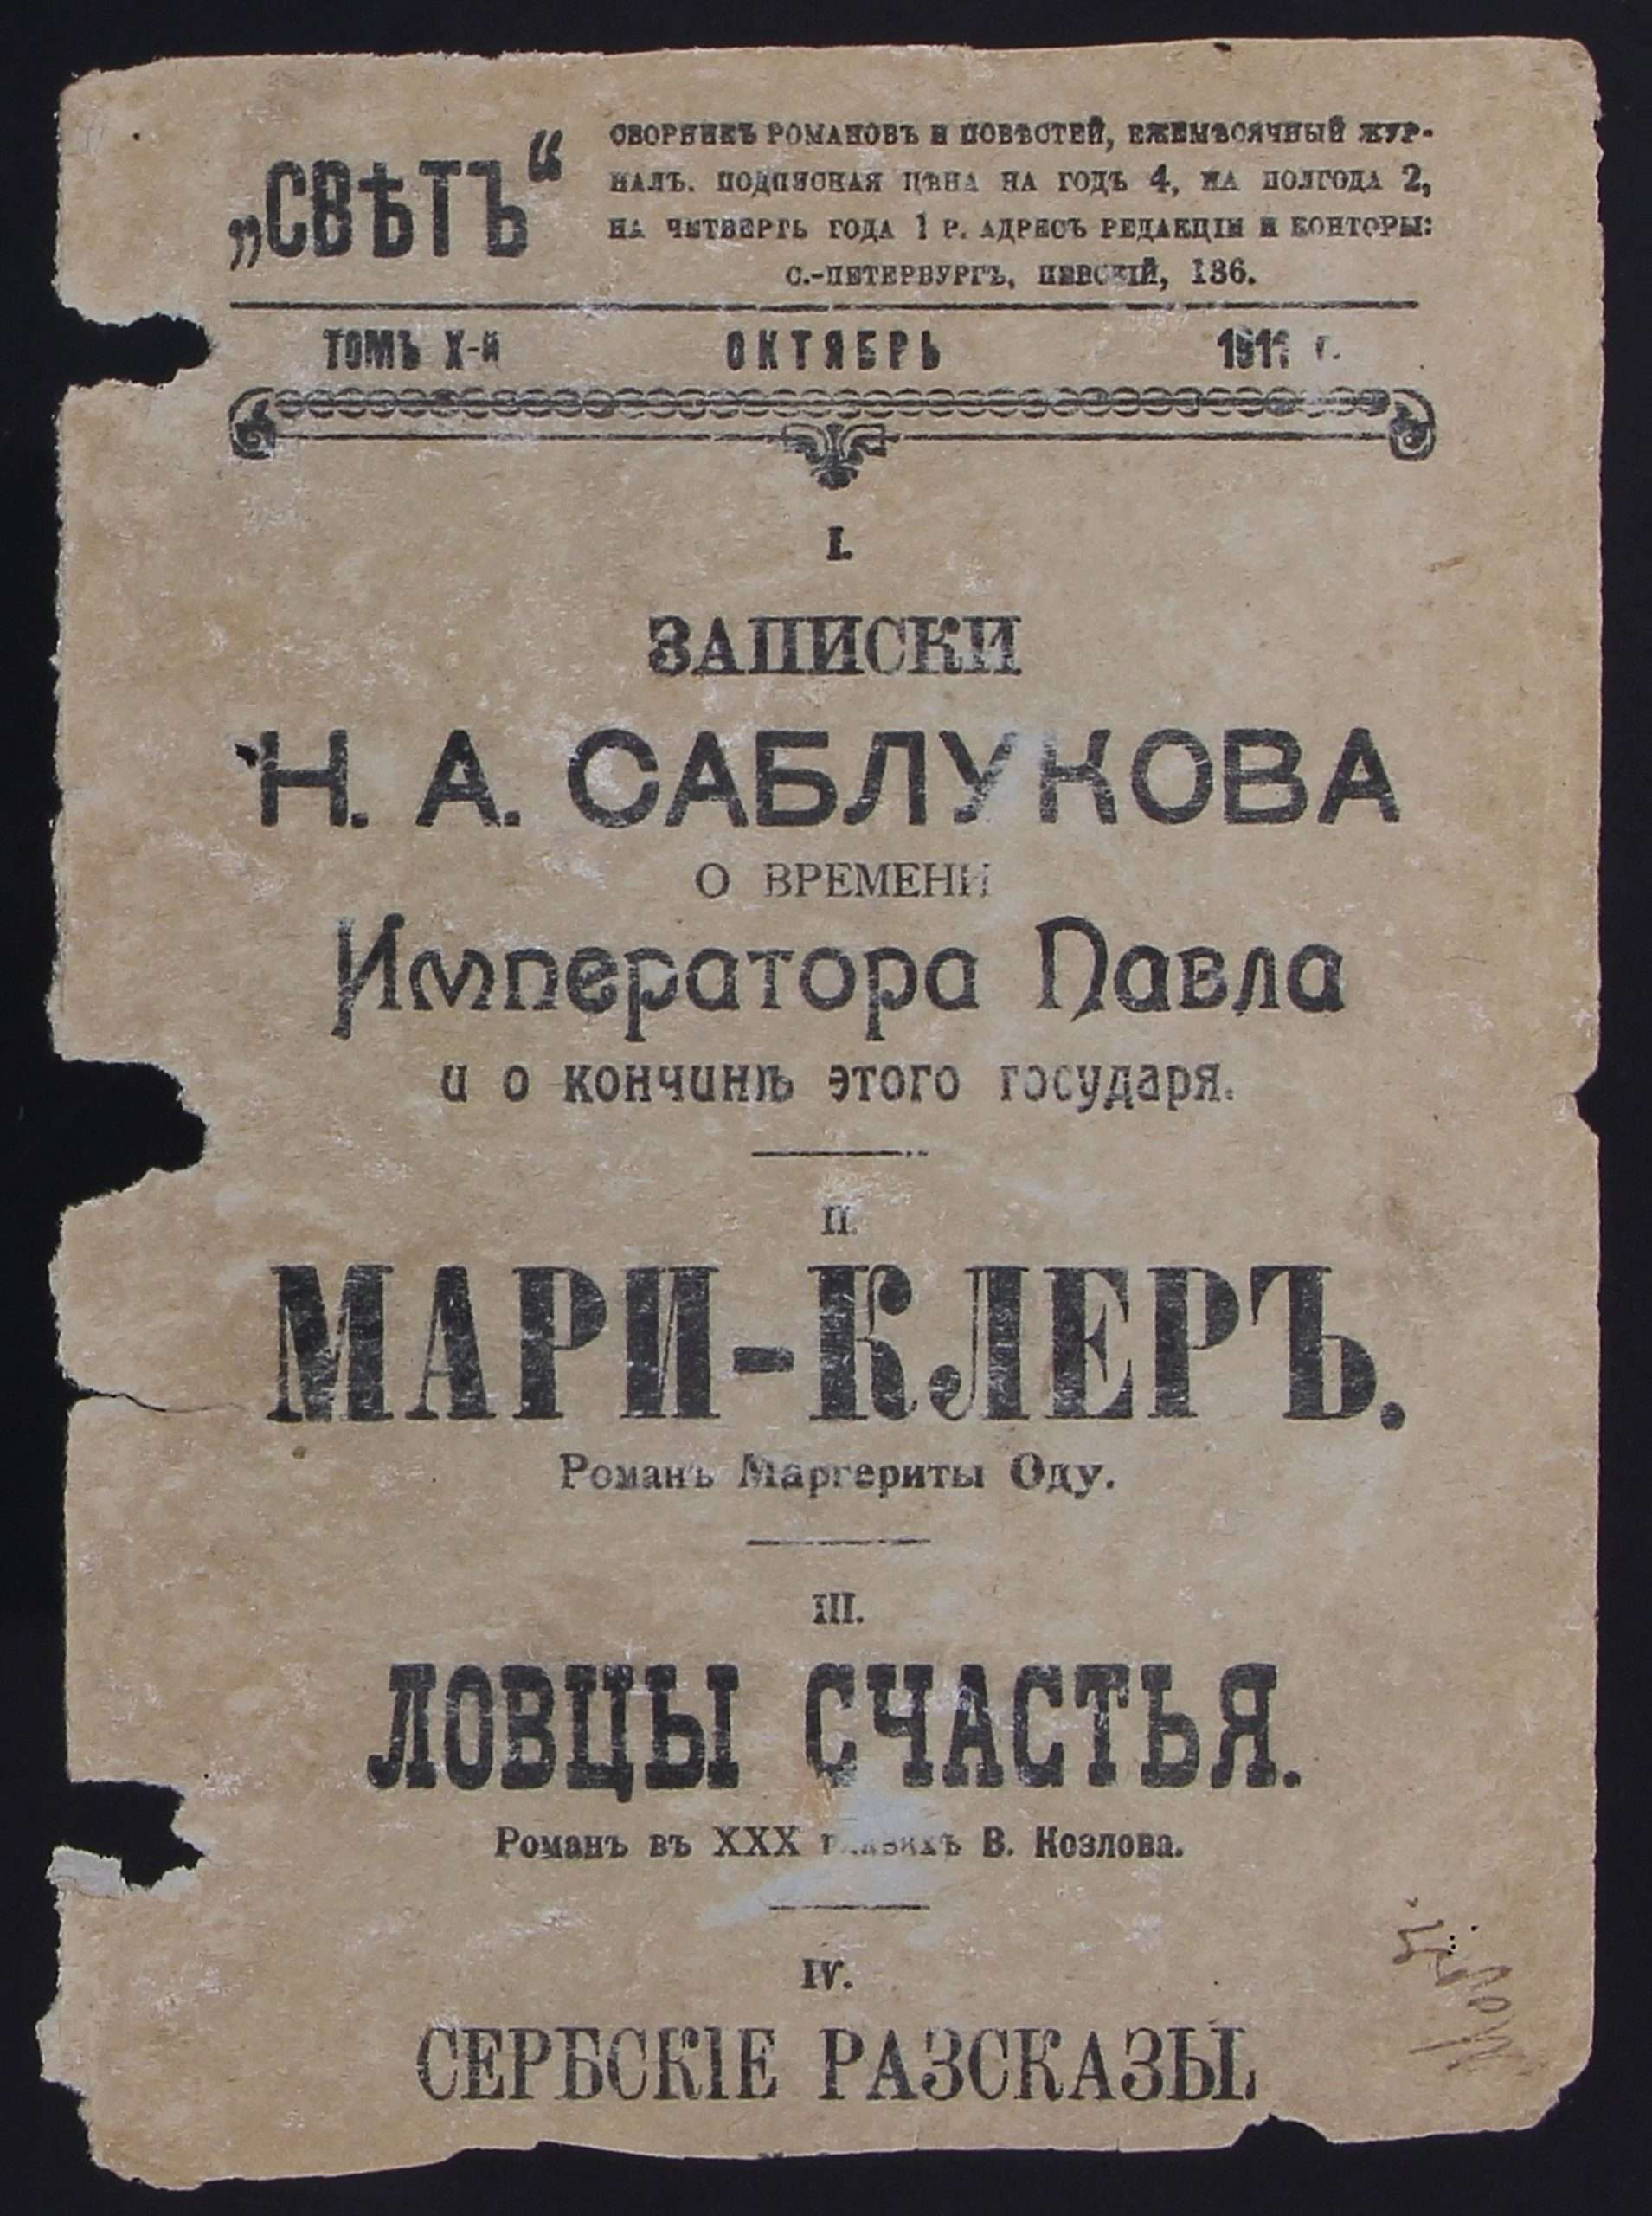 „СВѢТЪ“
СБОРНИКЪ РОМАНОВЪ И ПОВѢСТЕЙ, ЕЖЕМѢСЯЧНЫЙ ЖУР-
НАЛЪ. ПОДПИСНАЯ ЦѢНА НА ГОДЪ 4, НА ПОЛГОДА 2,
НА ЧЕТВЕРТЬ ГОДА 1 Р. АДРЕСЪ РЕДАКЦІИ И КОНТОРЫ:
С.-ПЕТЕРБУРГЪ, НЕВСКІЙ, 136.
ТОМЪ X-й ОКТЯБРЬ 1911 г.
I.
ЗАПИСКИ
Н. А. САБЛУКОВА
О ВРЕМЕНИ
Императора Павла
и о кончинѣ этого государя.
II.
МАРИ-КЛЕРЪ.
Романъ Маргериты Оду.
III.
ЛОВЦЫ СЧАСТЬЯ.
Романъ въ XXX главахъ В. Козлова.
IV.
СЕРБСКІЕ РАЗСКАЗЫ.